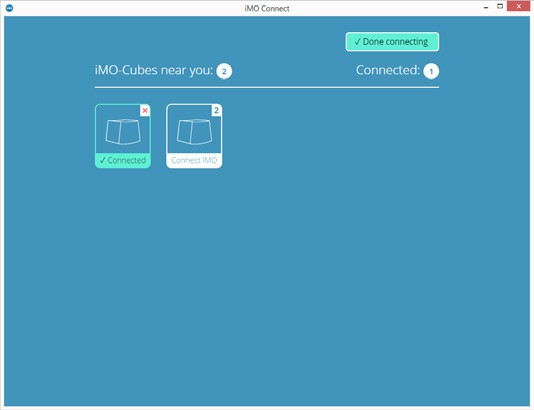 iMO Connect
✓ Done connecting
iMO-Cubes near you: 2
Connected: 1
2
✓ Connected
Connect iMO